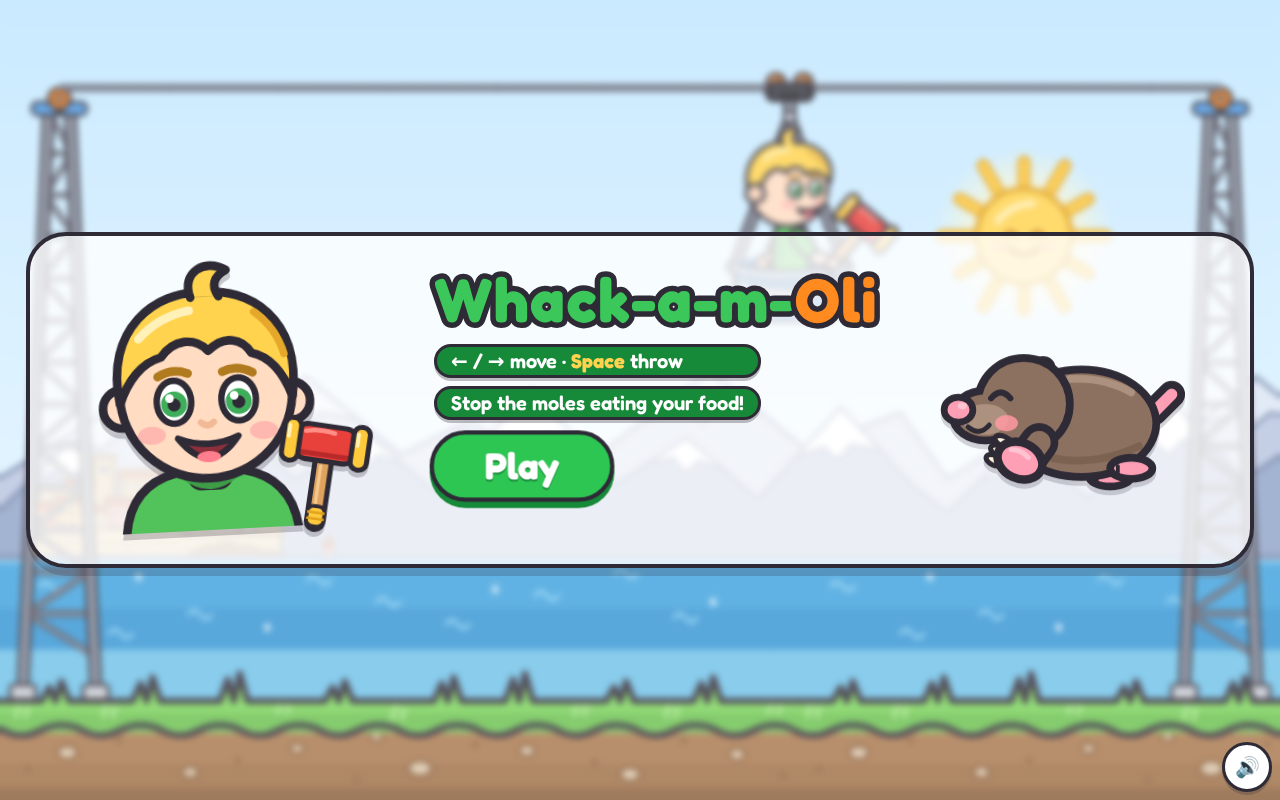 Whack-a-m-Oli
← / → move · Space throw
Stop the moles eating your food!
Play